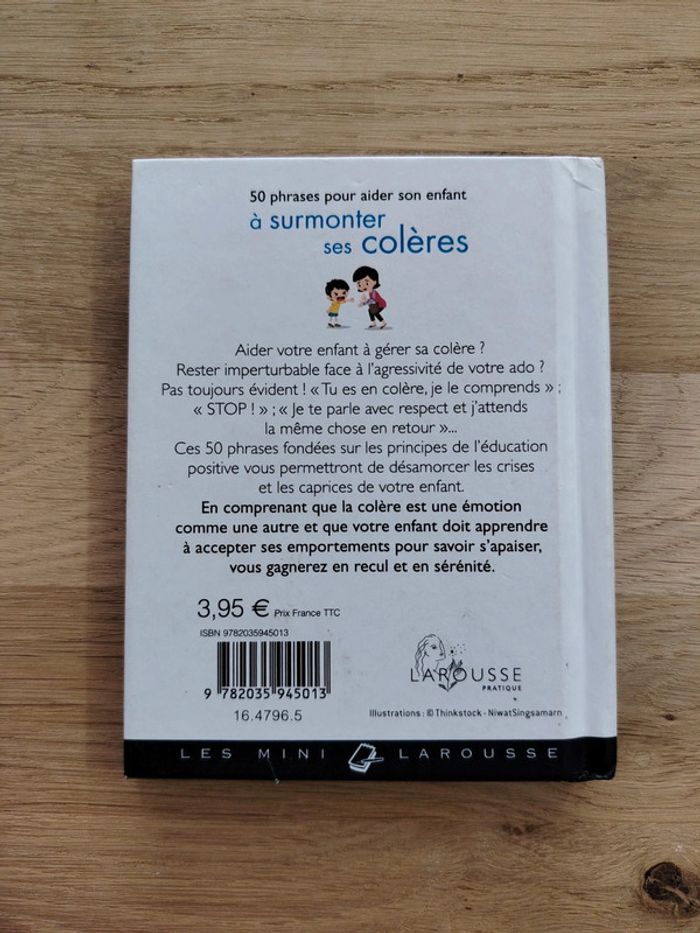 50 phrases pour aider son enfant
à surmonter
ses colères
Aider votre enfant à gérer sa colère ?
Rester imperturbable face à l'agressivité de votre ado ?
Pas toujours évident ! « Tu es en colère, je le comprends » ;
« STOP ! » ; « Je te parle avec respect et j'attends
la même chose en retour »...
Ces 50 phrases fondées sur les principes de l'éducation
positive vous permettront de désamorcer les crises
et les caprices de votre enfant.
En comprenant que la colère est une émotion
comme une autre et que votre enfant doit apprendre
à accepter ses emportements pour savoir s'apaiser,
vous gagnerez en recul et en sérénité.
3,95 € Prix France TTC
ISBN 9782035945013
9 782035 945013
16.4796.5
LAROUSSE
PRATIQUE
Illustrations : © Thinkstock - NiwatSingsamarn
LES MINI LAROUSSE